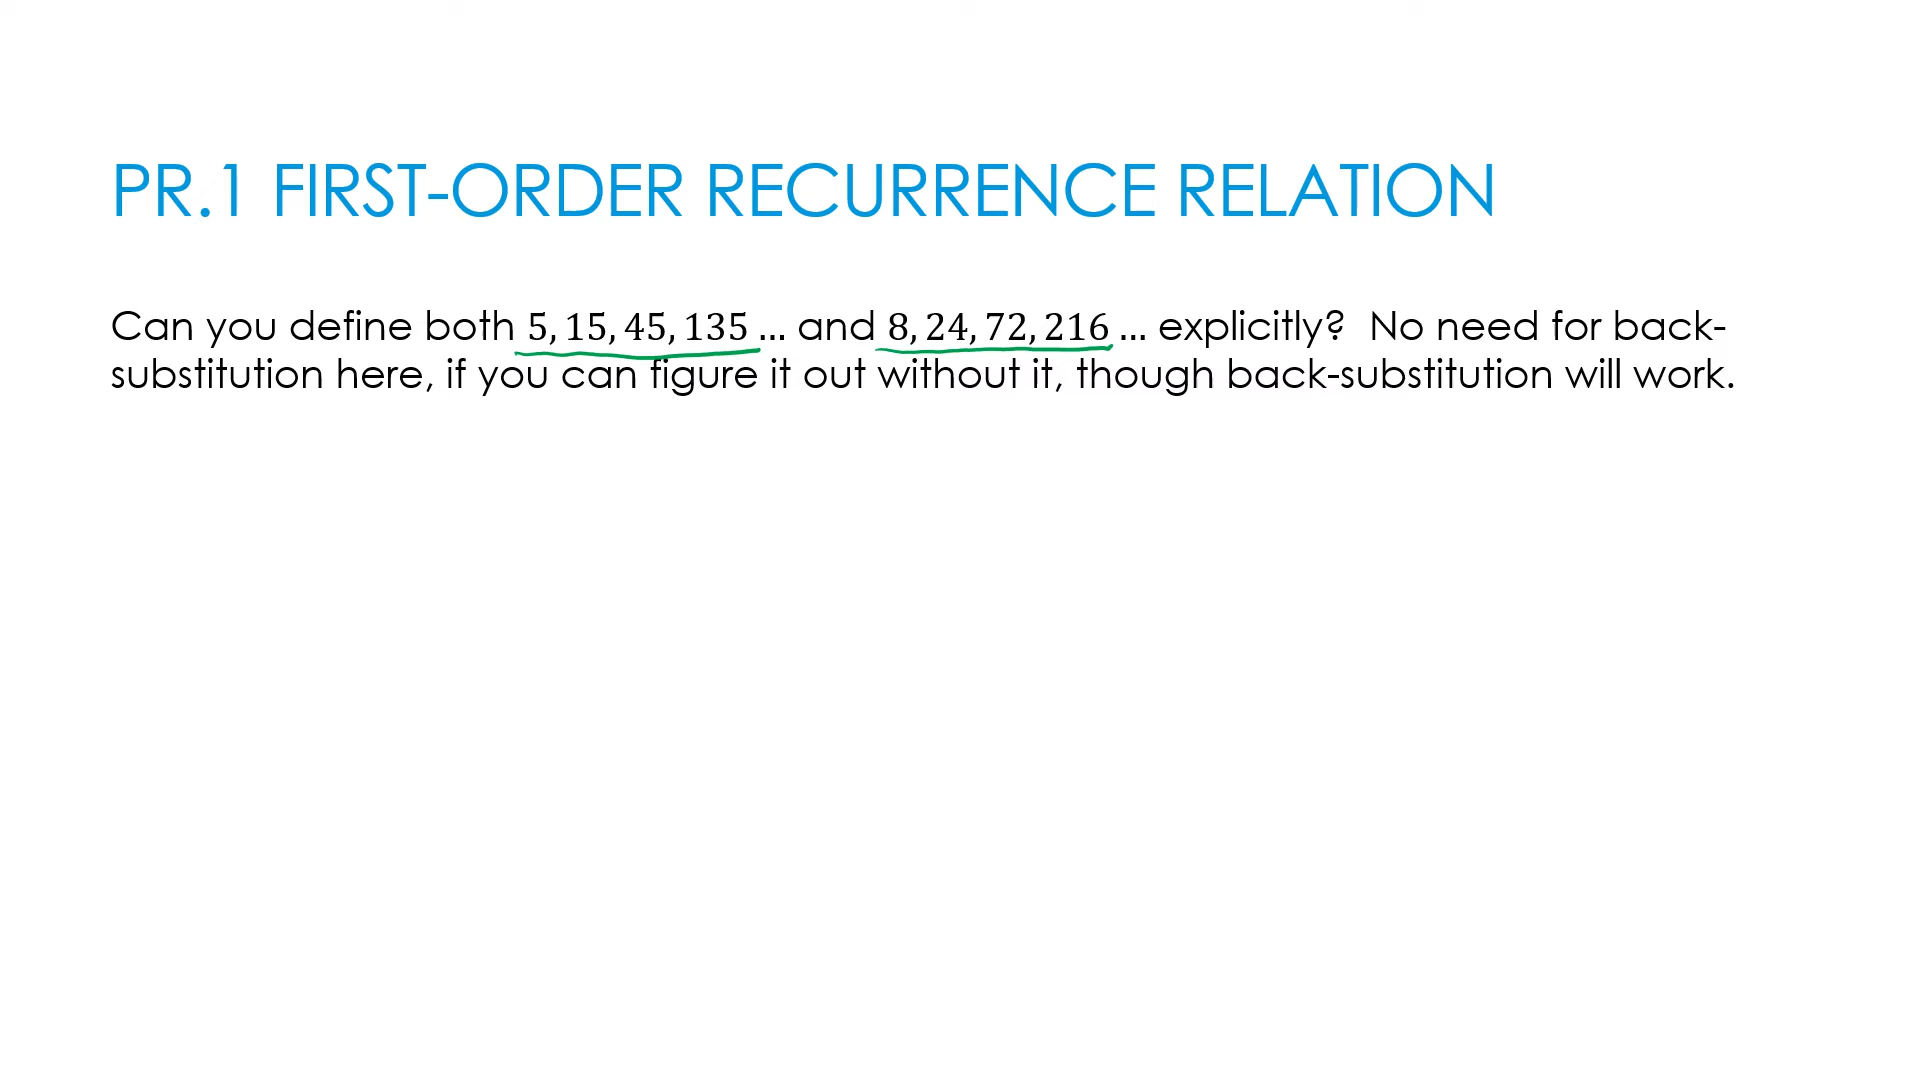 PR.1 FIRST-ORDER RECURRENCE RELATION
Can you define both 5, 15, 45, 135 … and 8, 24, 72, 216 … explicitly? No need for back-
substitution here, if you can figure it out without it, though back-substitution will work.